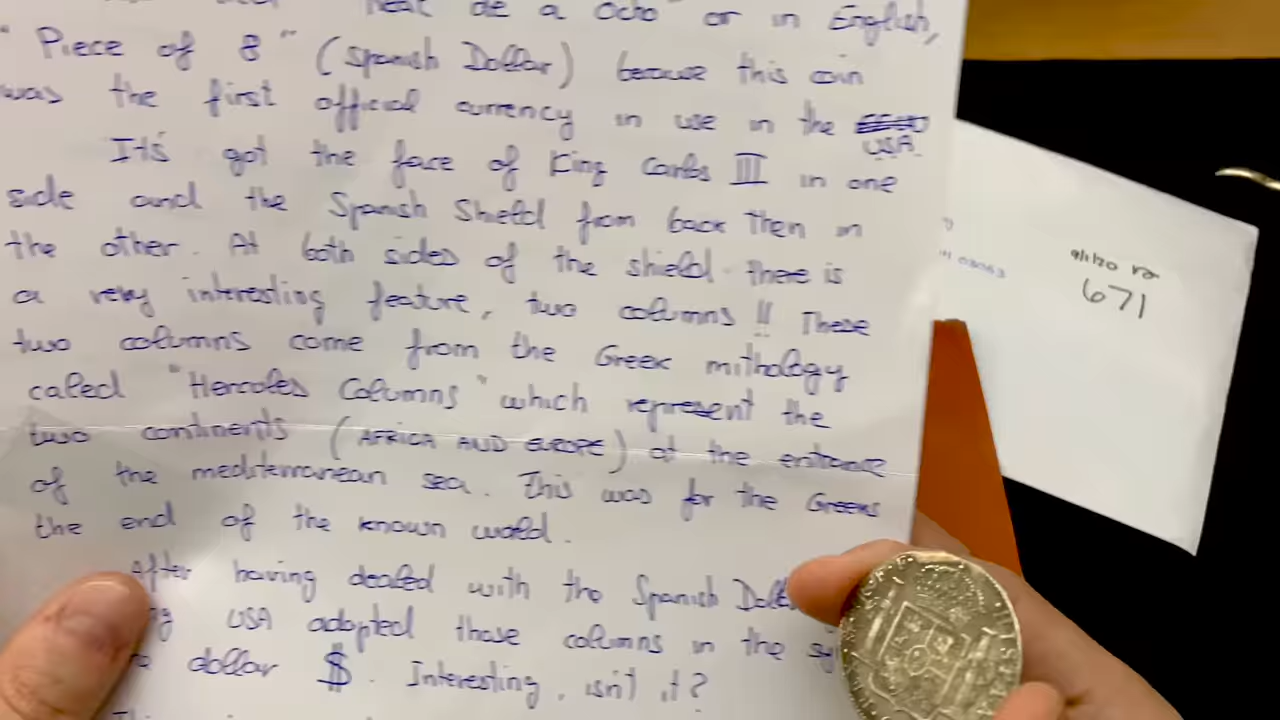 "Real de a Ocho" or in English,
"Piece of 8" (Spanish Dollar) because this coin
was the first official currency in use in the
USA.
It's got the face of King Carlos III in one
side and the Spanish Shield from back then in
the other. At both sides of the shield there is
a very interesting feature, two columns!! These
two columns come from the Greek mithology
called "Hercules Columns" which represent the
two continents (AFRICA AND EUROPE) at the entrance
of the mediterranean sea. This was for the Greeks
the end of the known world.
After having dealed with the Spanish
USA adopted those columns in the
dollar $. Interesting, isn't it?
03063
9/1/20
671